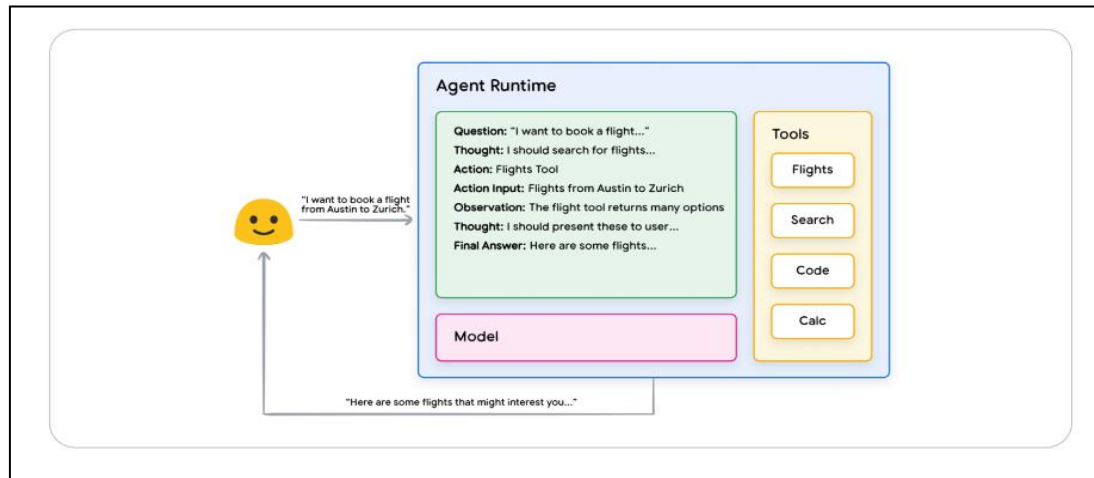 Agent Runtime
Question: "I want to book a flight..."
Thought: I should search for flights...
Action: Flights Tool
Action Input: Flights from Austin to Zurich
Observation: The flight tool returns many options
Thought: I should present these to user...
Final Answer: Here are some flights...
Model
Tools
Flights
Search
Code
Calc
"I want to book a flight
from Austin to Zurich."
"Here are some flights that might interest you..."